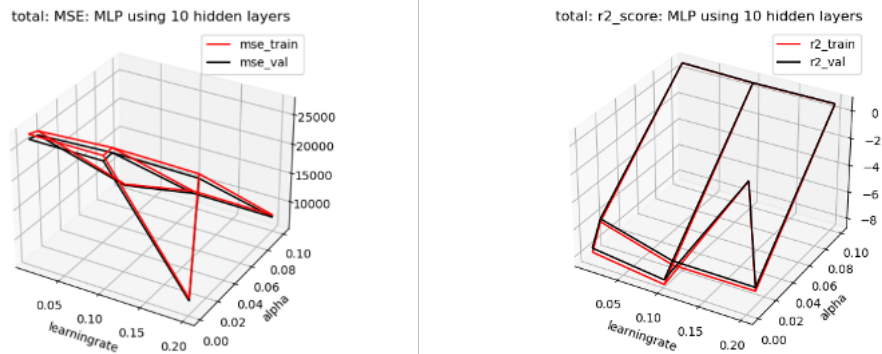 total: MSE: MLP using 10 hidden layers
mse_train
mse_val
25000
20000
15000
10000
0.10
0.08
0.06
0.04
0.02
0.00
alpha
0.05
0.10
0.15
0.20
learningrate
total: r2_score: MLP using 10 hidden layers
r2_train
r2_val
0
−2
−4
−6
−8
0.10
0.08
0.06
0.04
0.02
0.00
alpha
0.05
0.10
0.15
0.20
learningrate